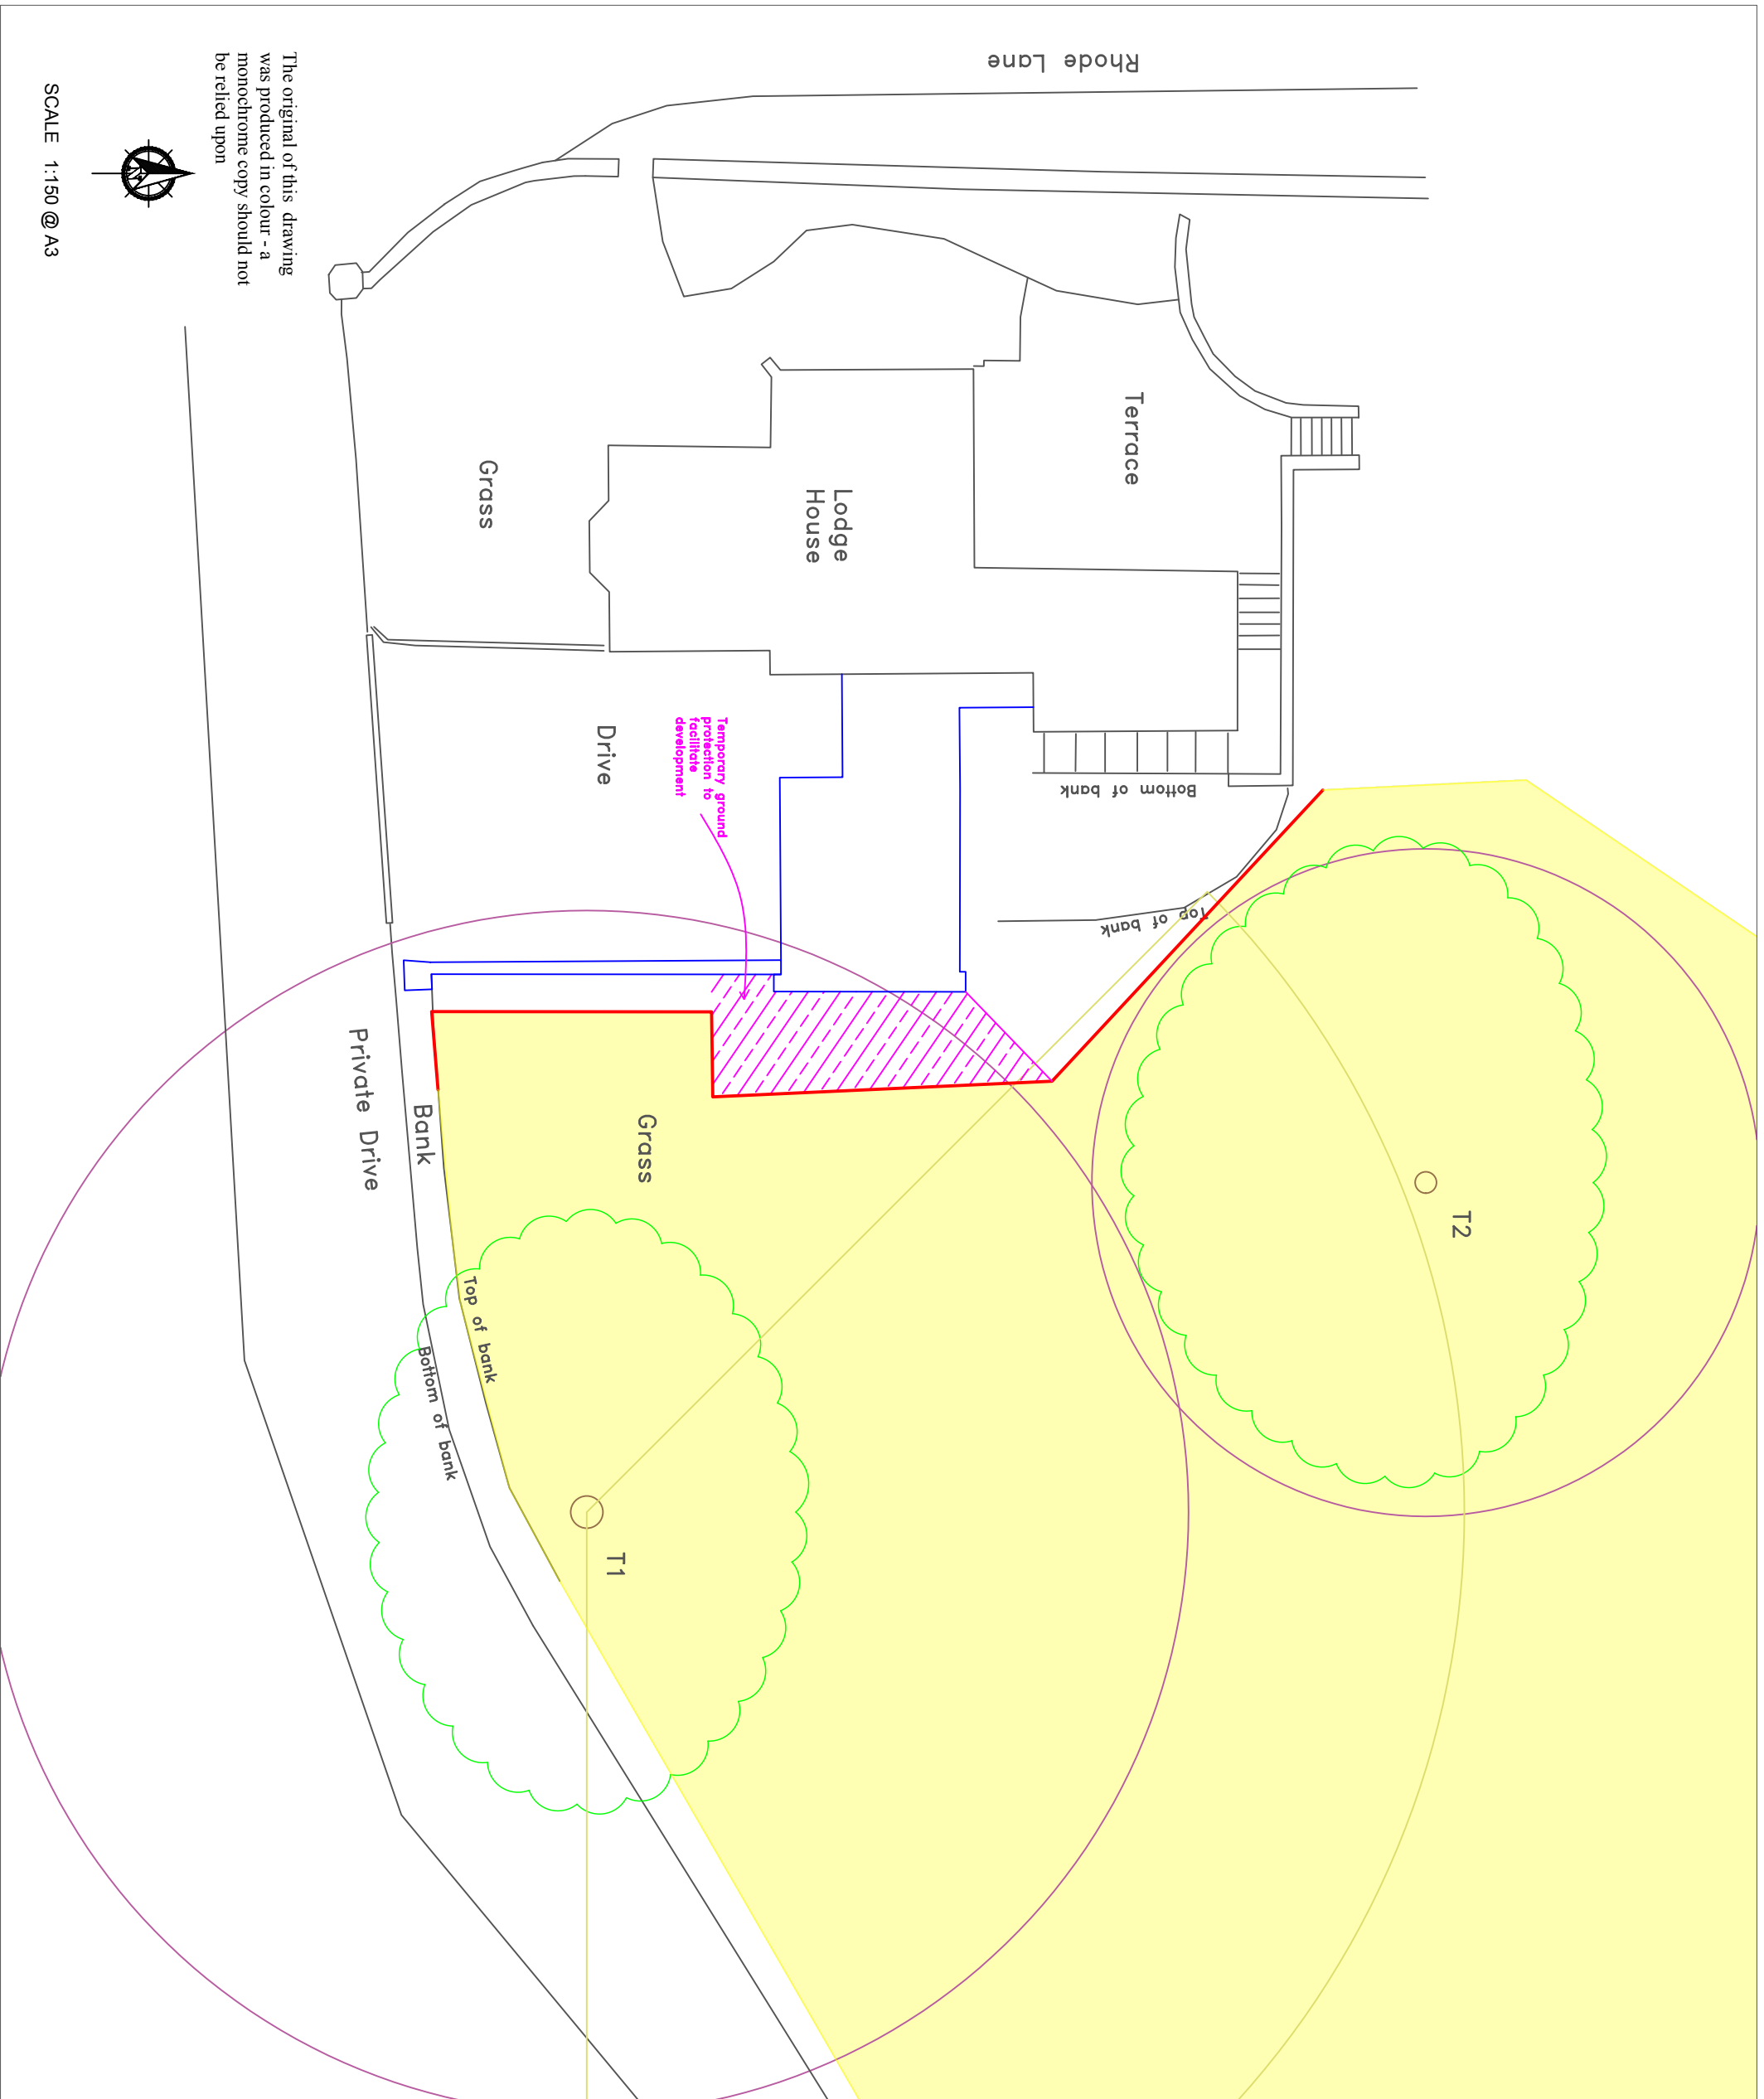 Rhode Lane
The original of this drawing
was produced in colour - a
monochrome copy should not
be relied upon
SCALE 1:150 @ A3
Terrace
Lodge
House
Grass
Drive
Temporary ground
protection to
facilitate
development
Bottom of bank
Top of bank
Private Drive
Bank
Grass
Top of bank
Bottom of bank
T2
T1